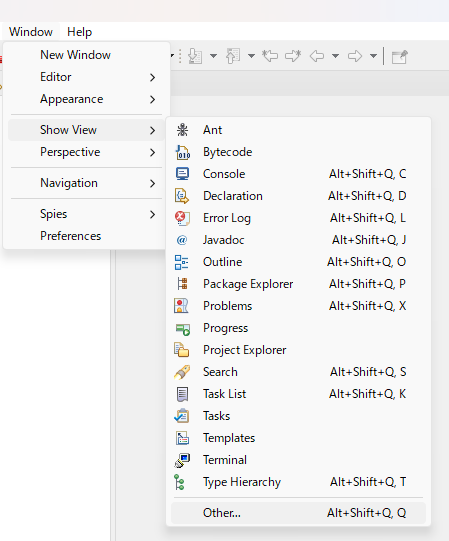 Window Help
New Window
Editor
Appearance
Show View
Perspective
Navigation
Spies
Preferences
Ant
Bytecode
Console Alt+Shift+Q, C
Declaration Alt+Shift+Q, D
Error Log Alt+Shift+Q, L
Javadoc Alt+Shift+Q, J
Outline Alt+Shift+Q, O
Package Explorer Alt+Shift+Q, P
Problems Alt+Shift+Q, X
Progress
Project Explorer
Search Alt+Shift+Q, S
Task List Alt+Shift+Q, K
Tasks
Templates
Terminal
Type Hierarchy Alt+Shift+Q, T
Other... Alt+Shift+Q, Q